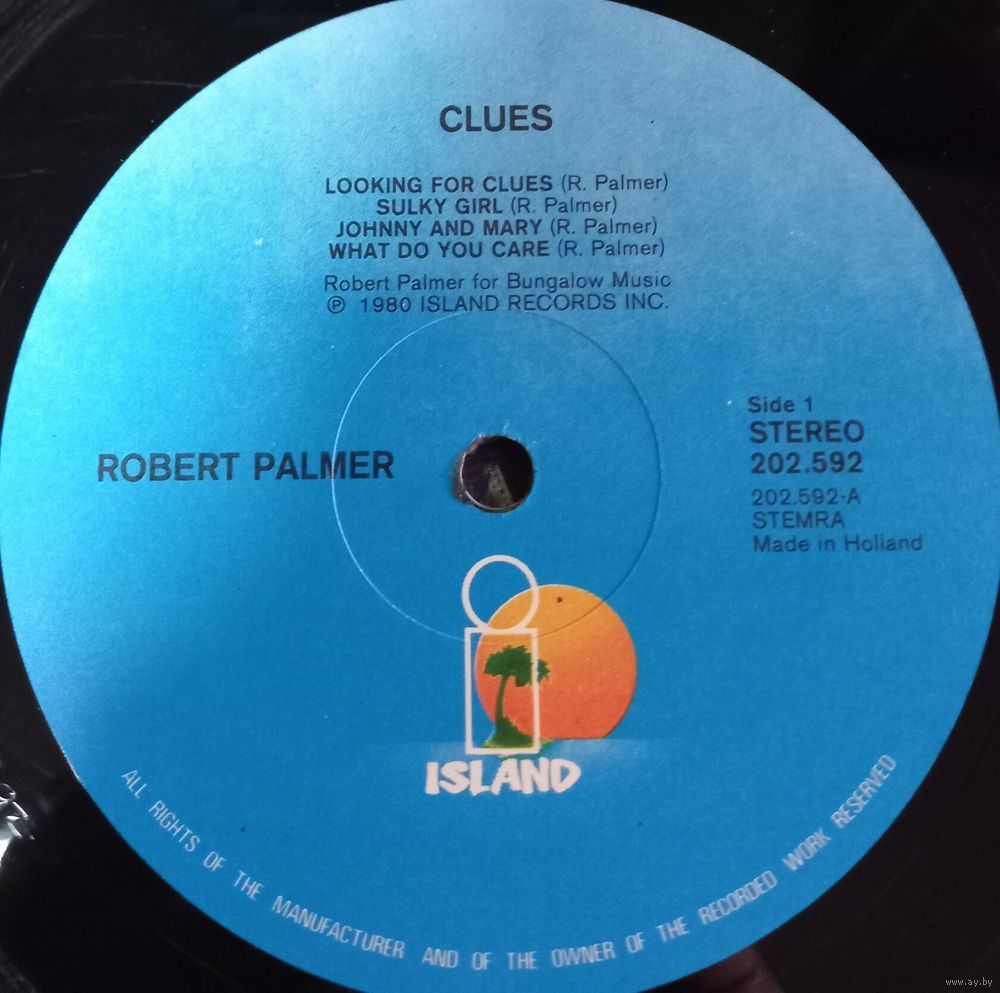 CLUES
LOOKING FOR CLUES (R. Palmer)
SULKY GIRL (R. Palmer)
JOHNNY AND MARY (R. Palmer)
WHAT DO YOU CARE (R. Palmer)
Robert Palmer for Bungalow Music
℗ 1980 ISLAND RECORDS INC.
ROBERT PALMER
Side 1
STEREO
202.592
202.592-A
STEMRA
Made in Holland
ISLAND
ALL RIGHTS OF THE MANUFACTURER AND OF THE OWNER OF THE RECORDED WORK RESERVED
www.ay.by